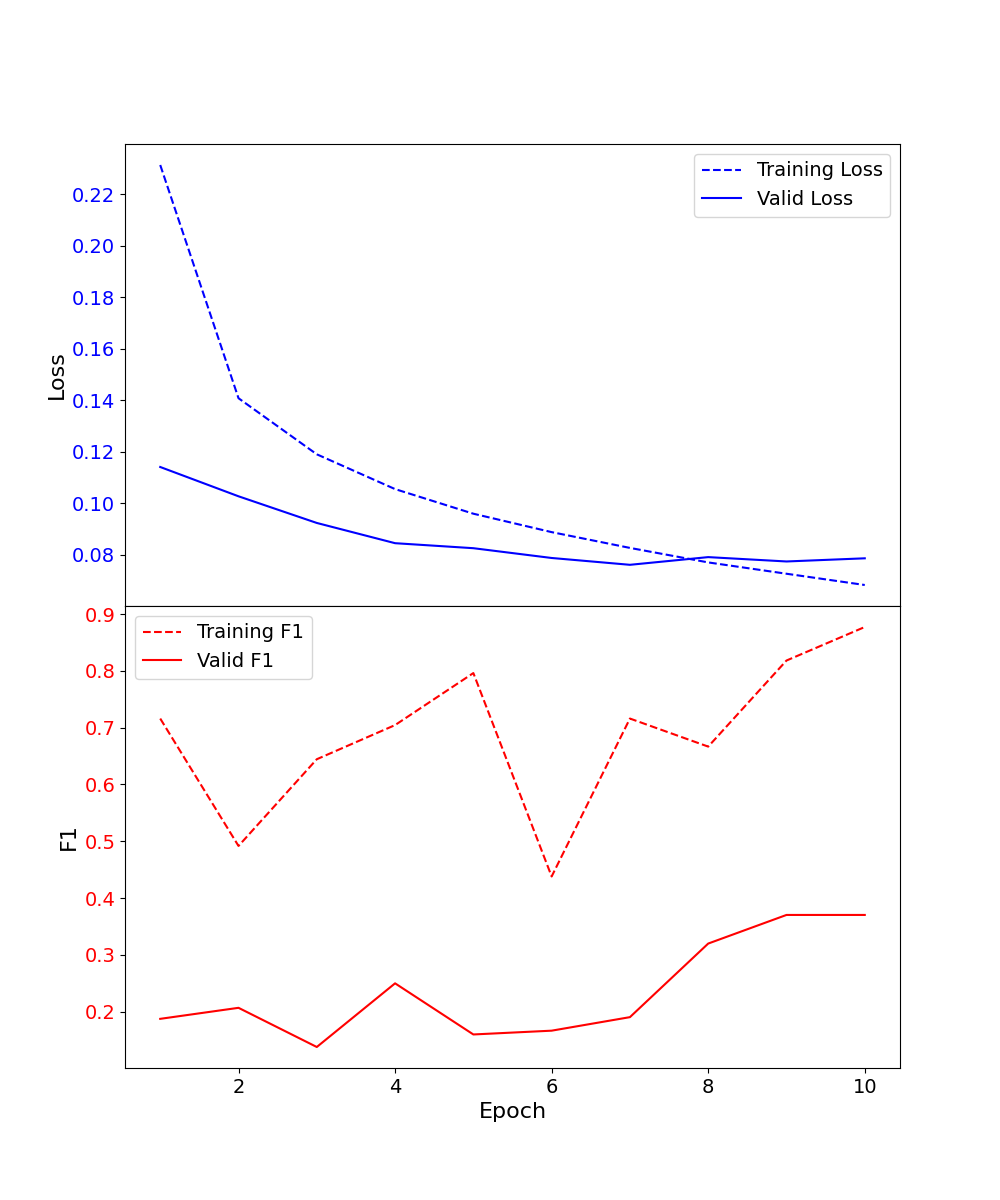 Training Loss
Valid Loss
0.22
0.20
0.18
0.16
0.14
0.12
0.10
0.08
Loss
Training F1
Valid F1
0.9
0.8
0.7
0.6
0.5
0.4
0.3
0.2
F1
2 4 6 8 10
Epoch